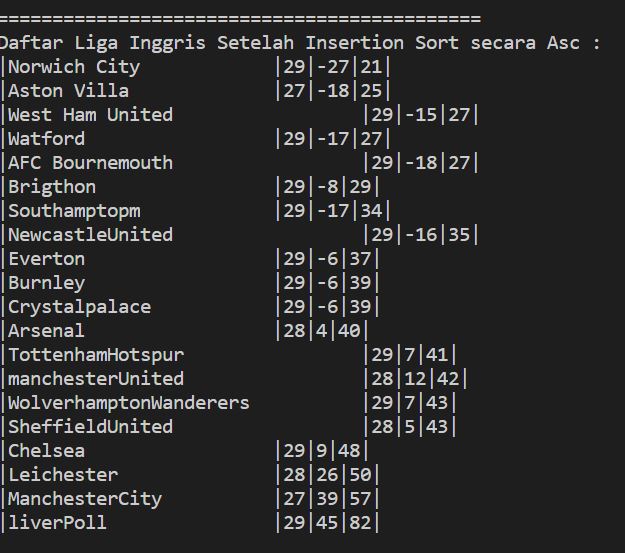 ============================================
Daftar Liga Inggris Setelah Insertion Sort secara Asc :
|Norwich City            |29|-27|21|
|Aston Villa             |27|-18|25|
|West Ham United                 |29|-15|27|
|Watford                 |29|-17|27|
|AFC Bournemouth                 |29|-18|27|
|Brigthon                |29|-8|29|
|Southamptopm            |29|-17|34|
|NewcastleUnited                 |29|-16|35|
|Everton                 |29|-6|37|
|Burnley                 |29|-6|39|
|Crystalpalace           |29|-6|39|
|Arsenal                 |28|4|40|
|TottenhamHotspur                |29|7|41|
|manchesterUnited                |28|12|42|
|WolverhamptonWanderers          |29|7|43|
|SheffieldUnited                 |28|5|43|
|Chelsea                 |29|9|48|
|Leichester              |28|26|50|
|ManchesterCity          |27|39|57|
|liverPoll               |29|45|82|